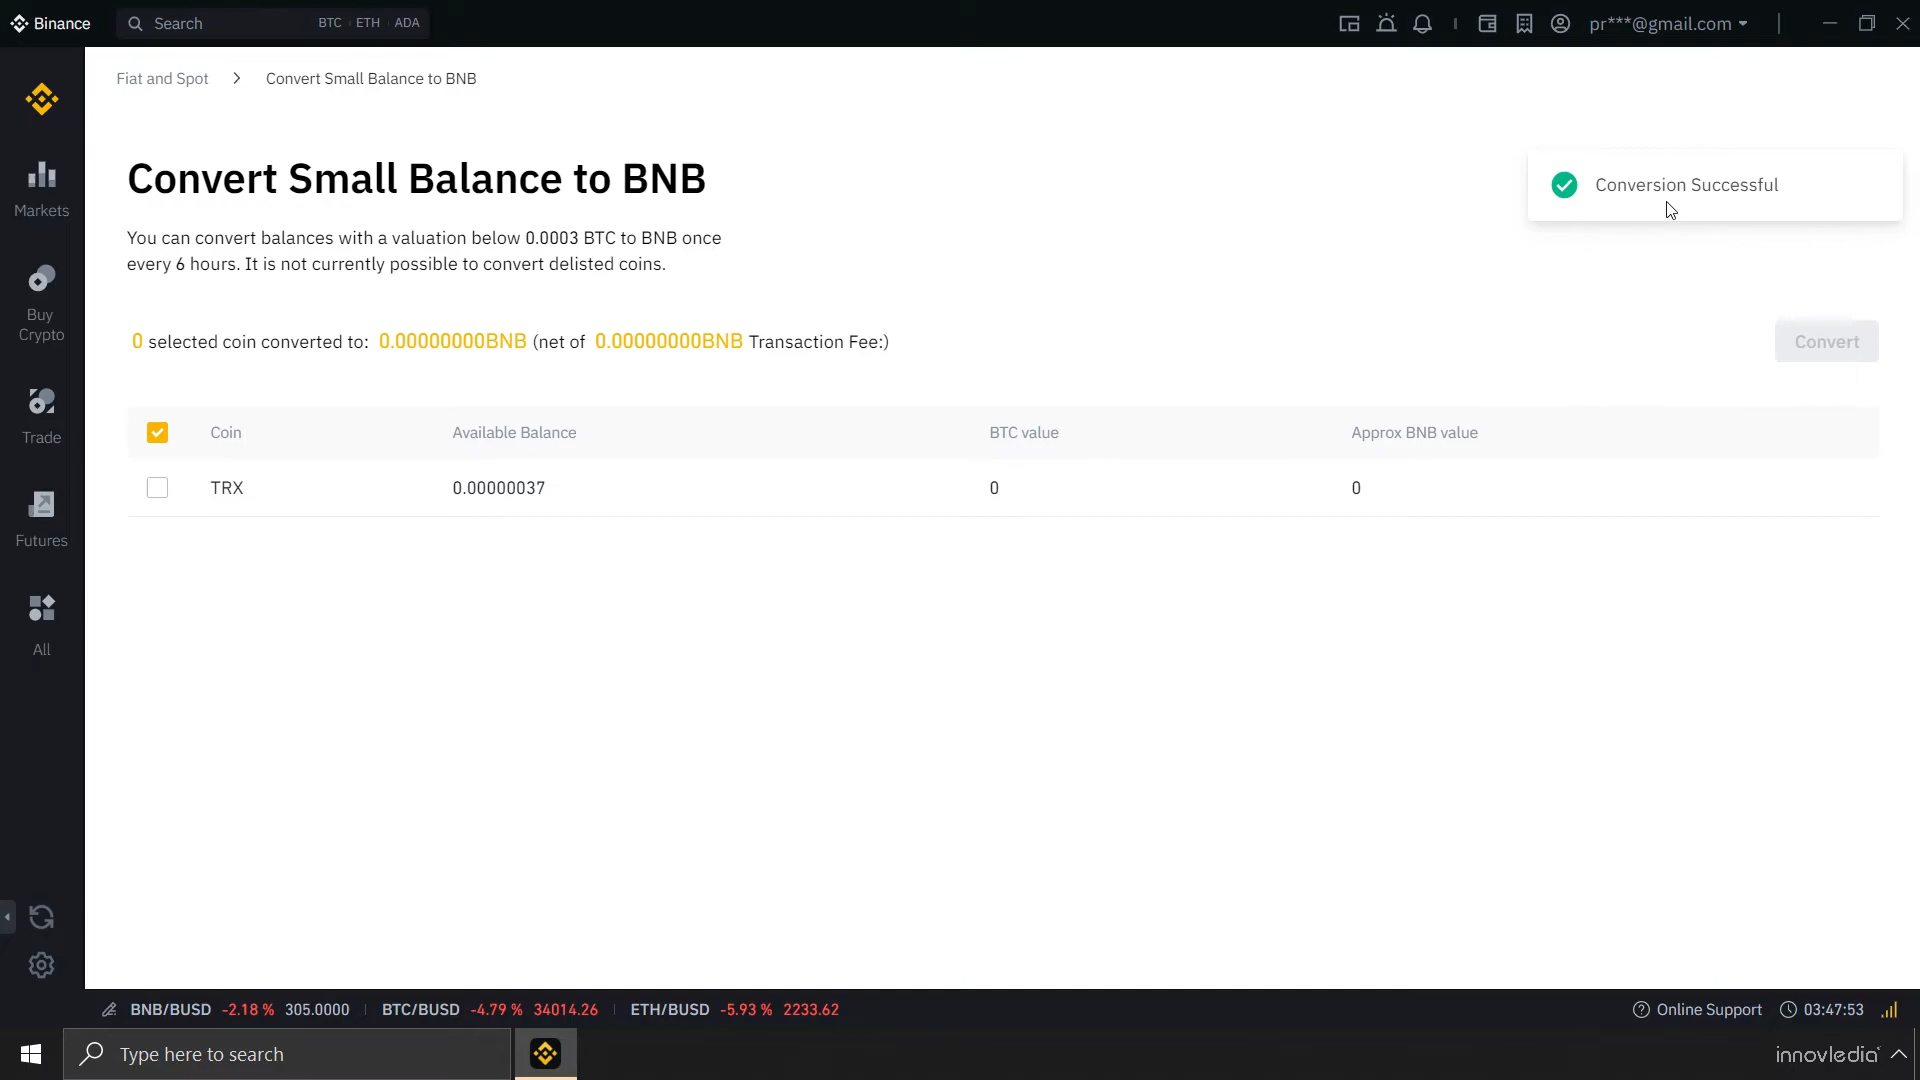 Binance
Search BTC ETH ADA
pr***@gmail.com
Fiat and Spot Convert Small Balance to BNB
Convert Small Balance to BNB
Conversion Successful
You can convert balances with a valuation below 0.0003 BTC to BNB once
every 6 hours. It is not currently possible to convert delisted coins.
0 selected coin converted to: 0.00000000BNB (net of 0.00000000BNB Transaction Fee:)
Convert
Coin Available Balance BTC value Approx BNB value
TRX 0.00000037 0 0
Markets
Buy
Crypto
Trade
Futures
All
BNB/BUSD -2.18 % 305.0000 BTC/BUSD -4.79 % 34014.26 ETH/BUSD -5.93 % 2233.62
Online Support 03:47:53
Type here to search
innovledia